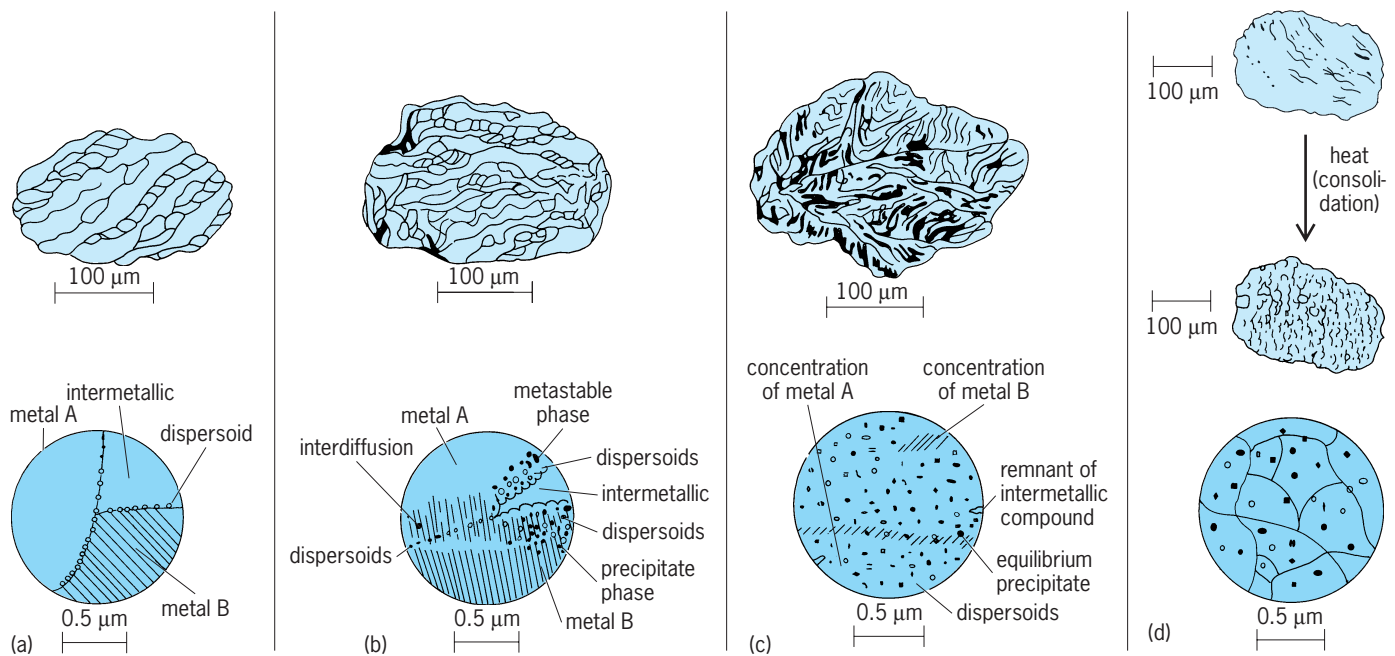 100 μm
intermetallic
metal A
dispersoid
metal B
0.5 μm
(a)
100 μm
metastable
phase
metal A
interdiffusion
dispersoids
intermetallic
dispersoids
dispersoids
precipitate
phase
metal B
0.5 μm
(b)
100 μm
concentration
of metal A
concentration
of metal B
remnant of
intermetallic
compound
equilibrium
precipitate
dispersoids
0.5 μm
(c)
100 μm
heat
(consoli-
dation)
100 μm
0.5 μm
(d)